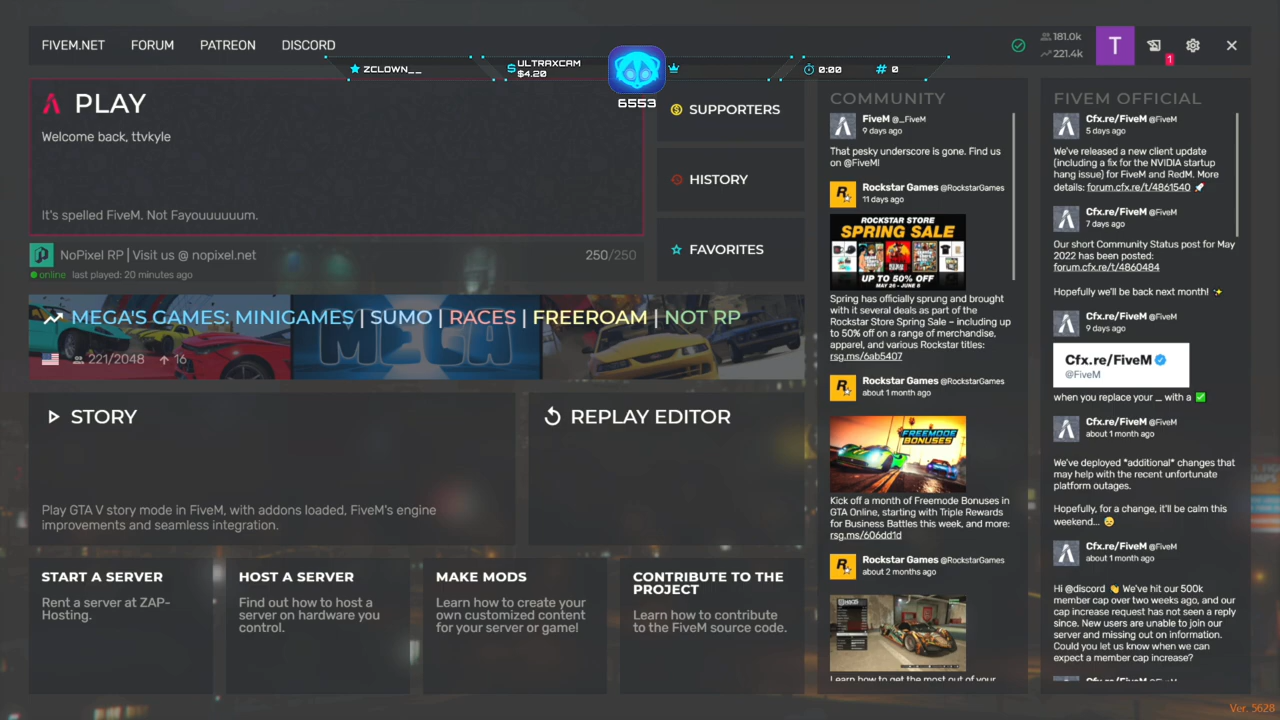 FIVEM.NET FORUM PATREON DISCORD
181.0k
221.4k
T
1
ZCLOWN__
ULTRAXCAM
$4.20
6553
0:00
# 0
PLAY
Welcome back, ttvkyle
It's spelled FiveM. Not Fayouuuuuum.
NoPixel RP | Visit us @ nopixel.net 250/250
online last played: 20 minutes ago
SUPPORTERS
HISTORY
FAVORITES
MEGA'S GAMES: MINIGAMES | SUMO | RACES | FREEROAM | NOT RP
MEGA
221/2048 16
STORY
Play GTA V story mode in FiveM, with addons loaded, FiveM's engine
improvements and seamless integration.
REPLAY EDITOR
START A SERVER
Rent a server at ZAP-
Hosting.
HOST A SERVER
Find out how to host a
server on hardware you
control.
MAKE MODS
Learn how to create your
own customized content
for your server or game!
CONTRIBUTE TO THE
PROJECT
Learn how to contribute
to the FiveM source code.
COMMUNITY
FiveM @_FiveM
9 days ago
That pesky underscore is gone. Find us
on @FiveM!
Rockstar Games @RockstarGames
11 days ago
ROCKSTAR STORE
SPRING SALE
UP TO 50% OFF
MAY 26 - JUNE 6
Spring has officially sprung and brought
with it several deals as part of the
Rockstar Store Spring Sale – including up
to 50% off on a range of merchandise,
apparel, and various Rockstar titles:
rsg.ms/6ab5407
Rockstar Games @RockstarGames
about 1 month ago
FREEMODE
BONUSES
Kick off a month of Freemode Bonuses in
GTA Online, starting with Triple Rewards
for Business Battles this week, and more:
rsg.ms/606dd1d
Rockstar Games @RockstarGames
about 2 months ago
Learn how to get the most out of your
FIVEM OFFICIAL
Cfx.re/FiveM @FiveM
5 days ago
We've released a new client update
(including a fix for the NVIDIA startup
hang issue) for FiveM and RedM. More
details: forum.cfx.re/t/4861540 🚀
Cfx.re/FiveM @FiveM
7 days ago
Our short Community Status post for May
2022 has been posted:
forum.cfx.re/t/4860484
Hopefully we'll be back next month! ✨
Cfx.re/FiveM @FiveM
9 days ago
Cfx.re/FiveM
@FiveM
when you replace your _ with a ✅
Cfx.re/FiveM @FiveM
about 1 month ago
We've deployed *additional* changes that
may help with the recent unfortunate
platform outages.
Hopefully, for a change, it'll be calm this
weekend... 😥
Cfx.re/FiveM @FiveM
about 1 month ago
Hi @discord 👋 We've hit our 500k
member cap over two weeks ago, and our
cap increase request has not seen a reply
since. New users are unable to join our
server and missing out on information.
Could you let us know when we can
expect a member cap increase?
Cfx.re/FiveM @FiveM
Ver. 5628